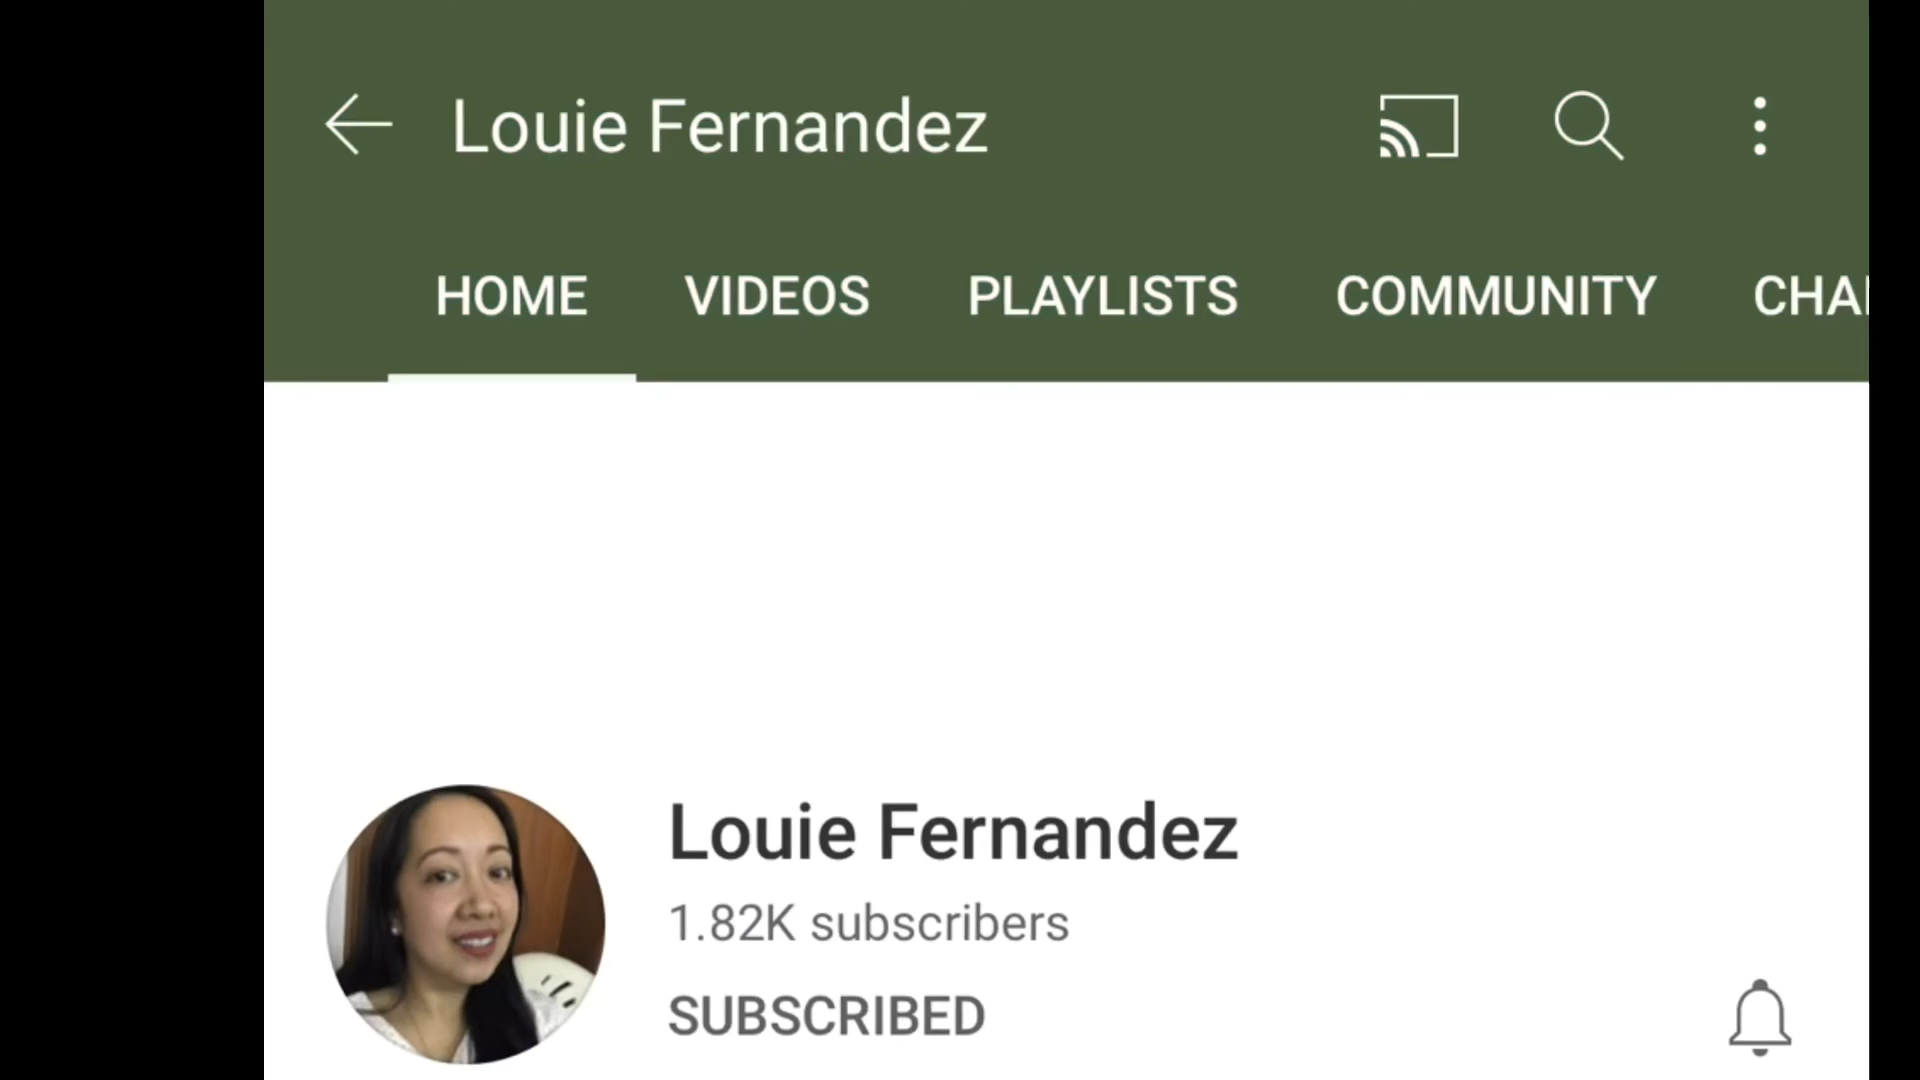 Louie Fernandez
HOME VIDEOS PLAYLISTS COMMUNITY
Louie Fernandez
1.82K subscribers
SUBSCRIBED